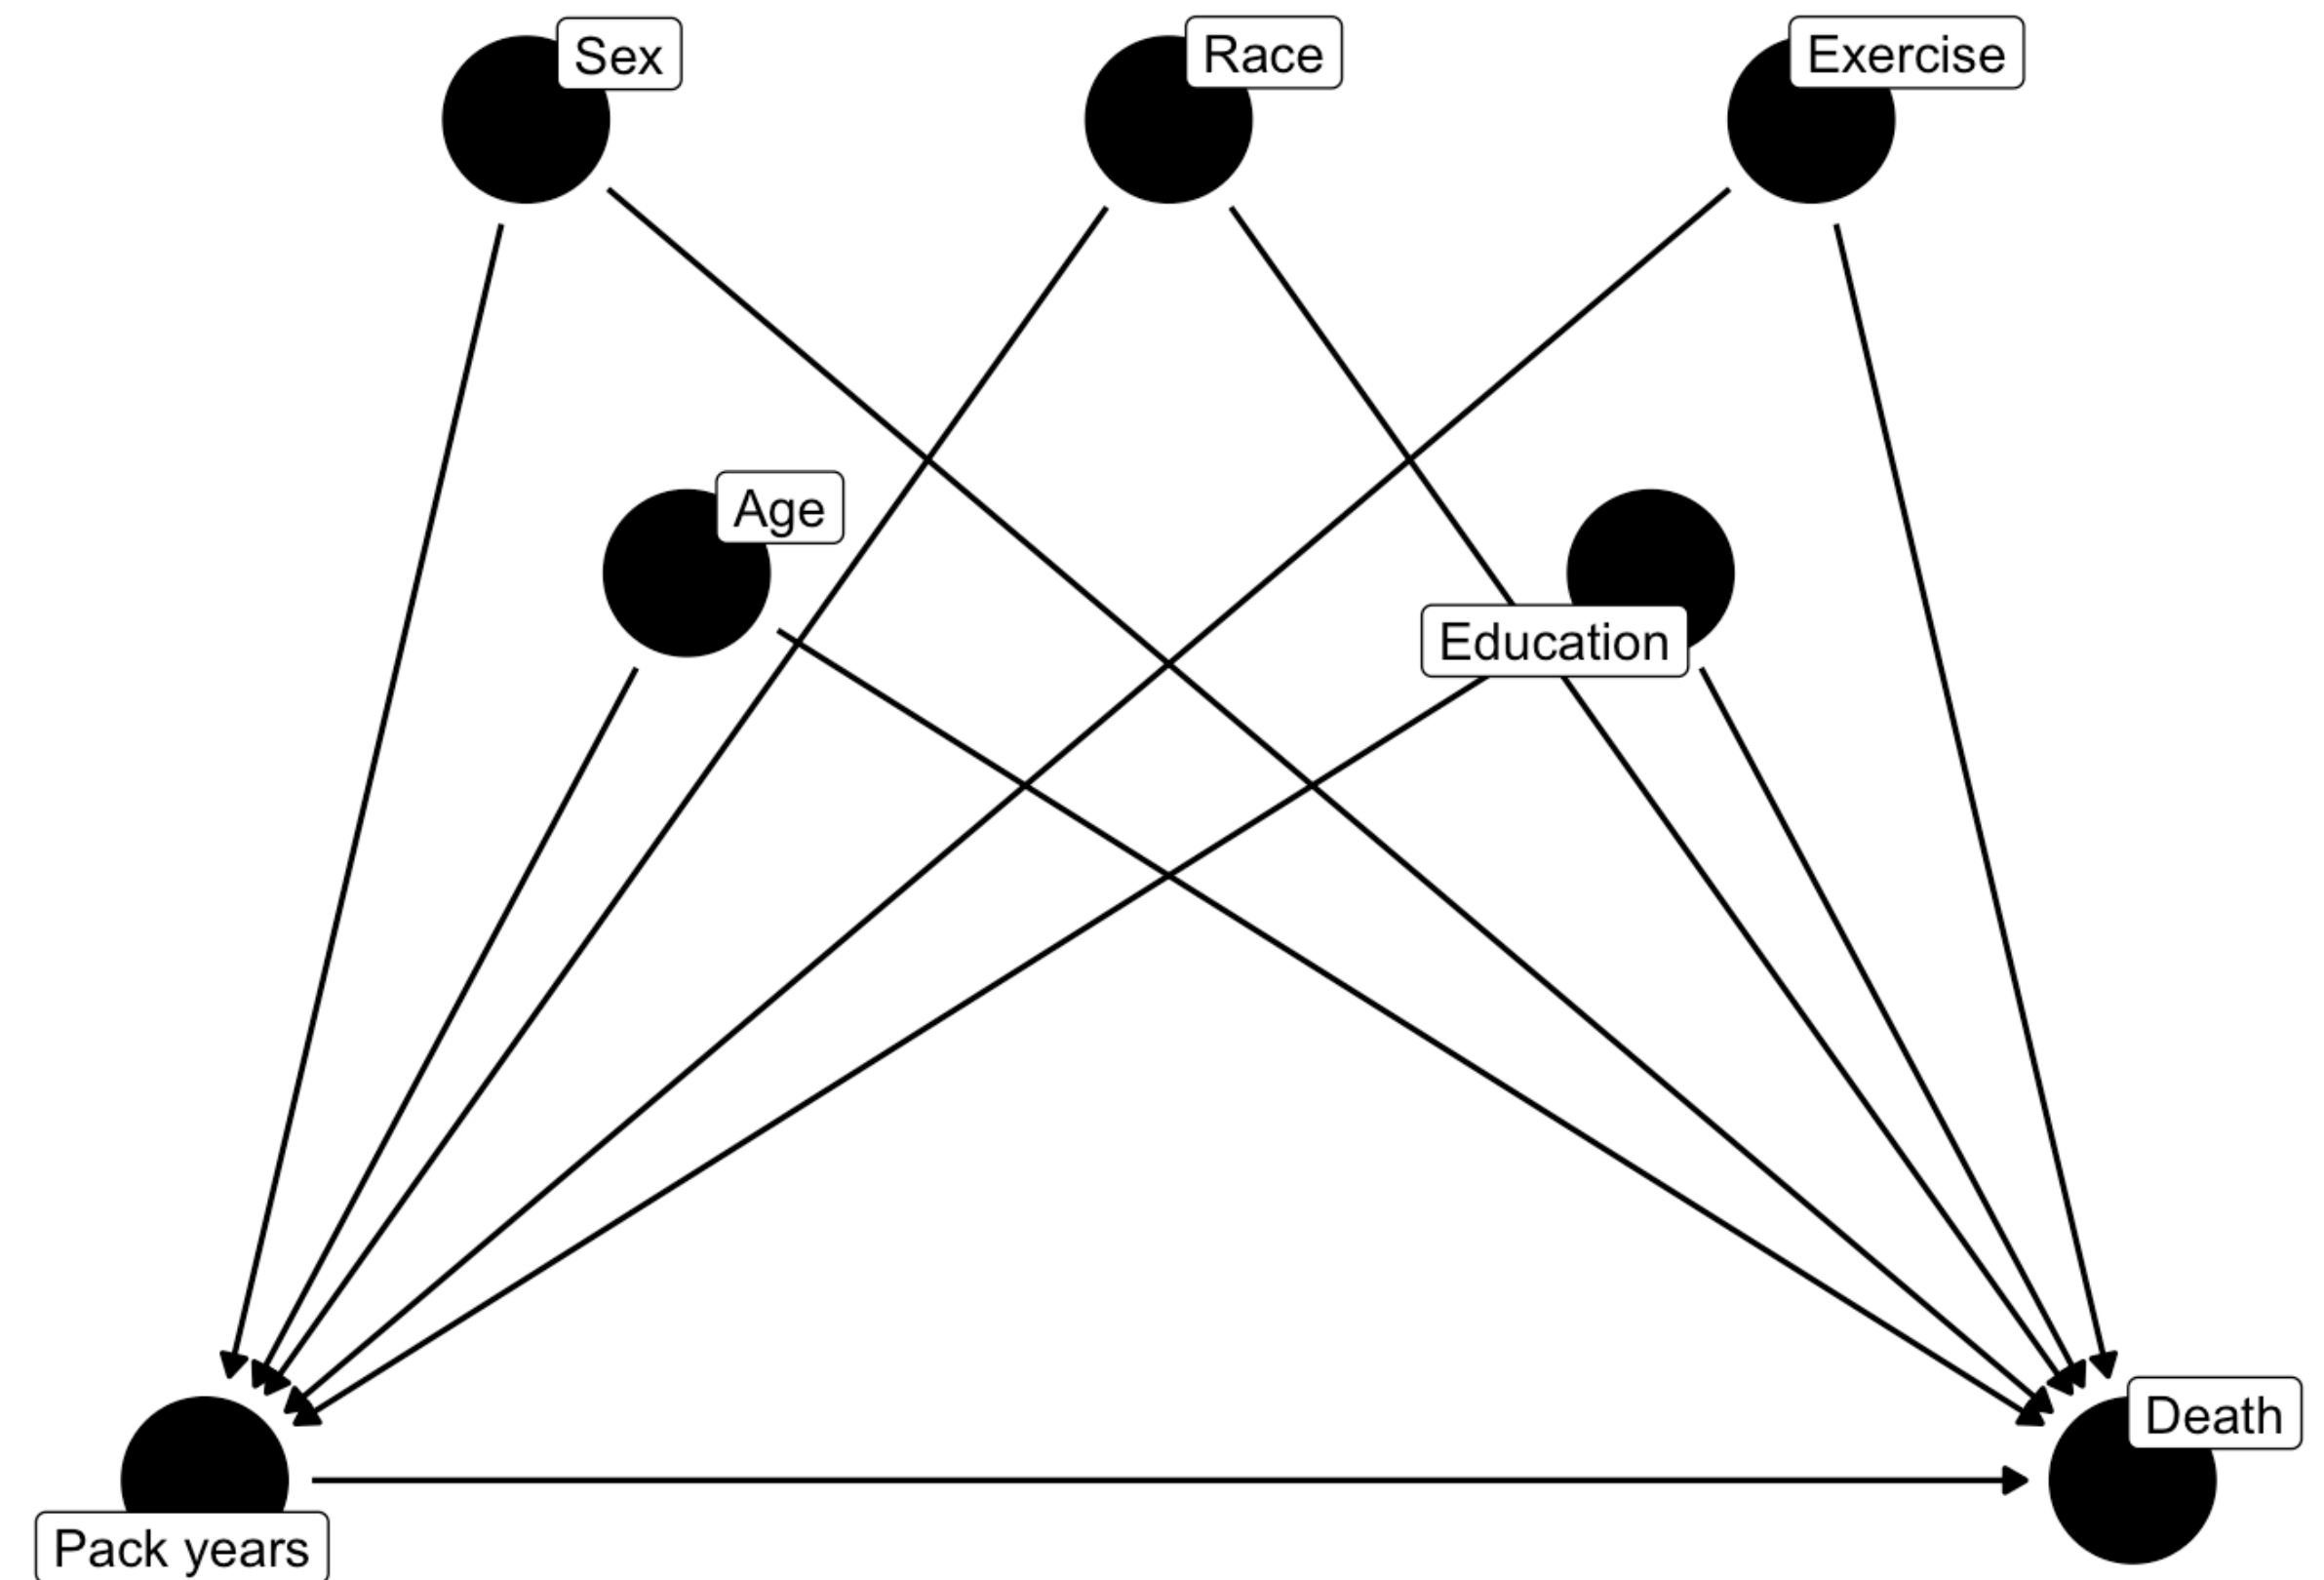 Sex
Race
Exercise
Age
Education
Pack years
Death